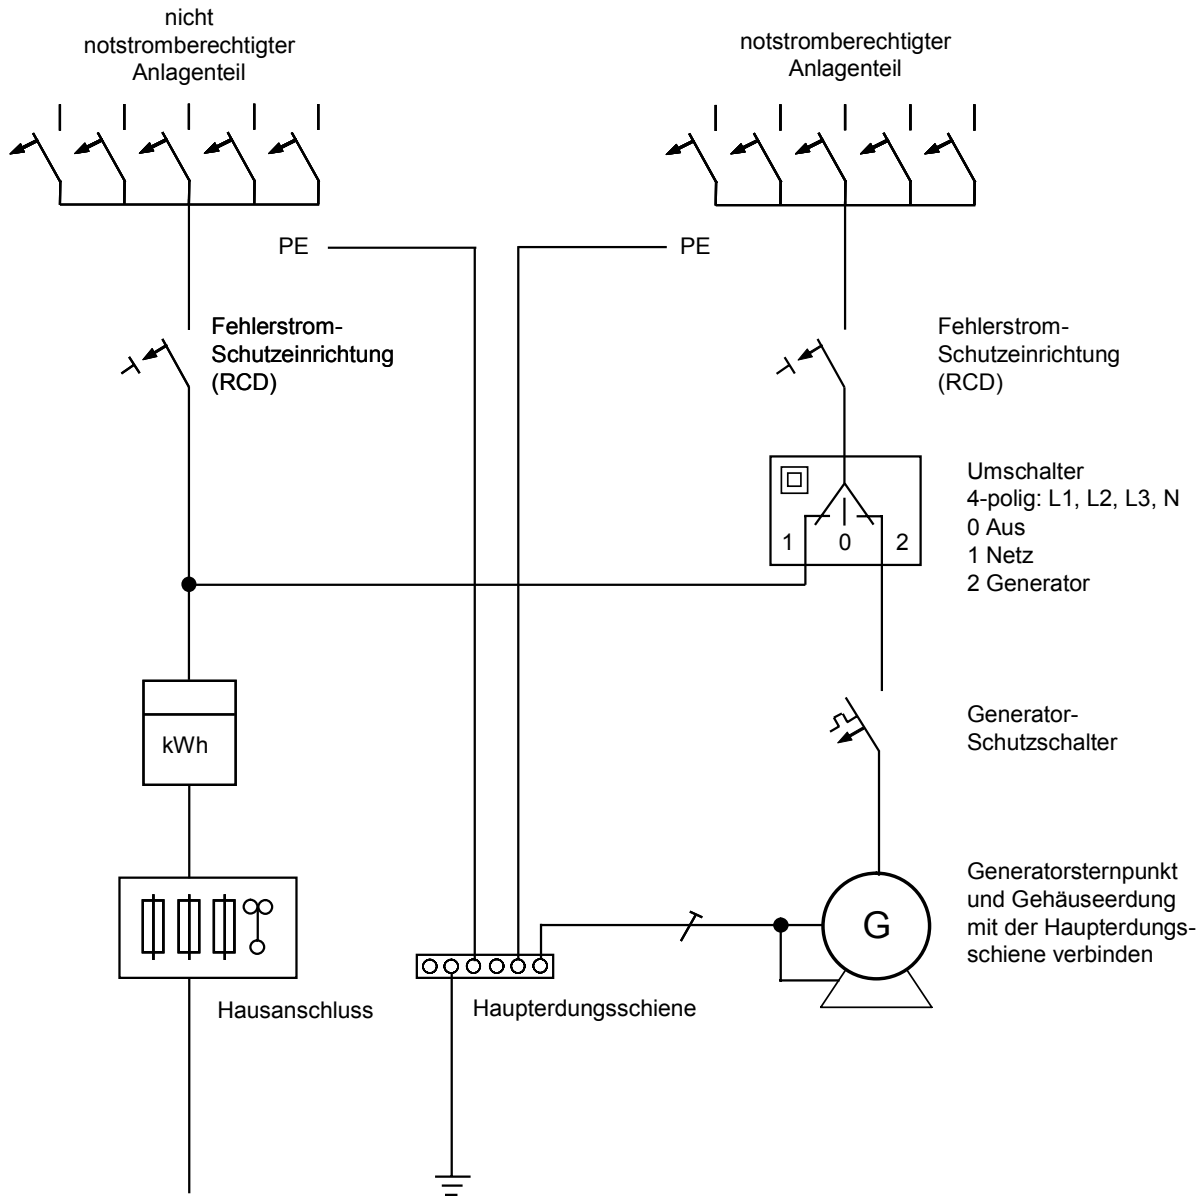 nicht
notstromberechtigter
Anlagenteil
notstromberechtigter
Anlagenteil
PE
PE
Fehlerstrom-
Schutzeinrichtung
(RCD)
Fehlerstrom-
Schutzeinrichtung
(RCD)
1
0
2
Umschalter
4-polig: L1, L2, L3, N
0 Aus
1 Netz
2 Generator
kWh
Generator-
Schutzschalter
G
Generatorsternpunkt
und Gehäuseerdung
mit der Haupterdungs-
schiene verbinden
Hausanschluss
Haupterdungsschiene